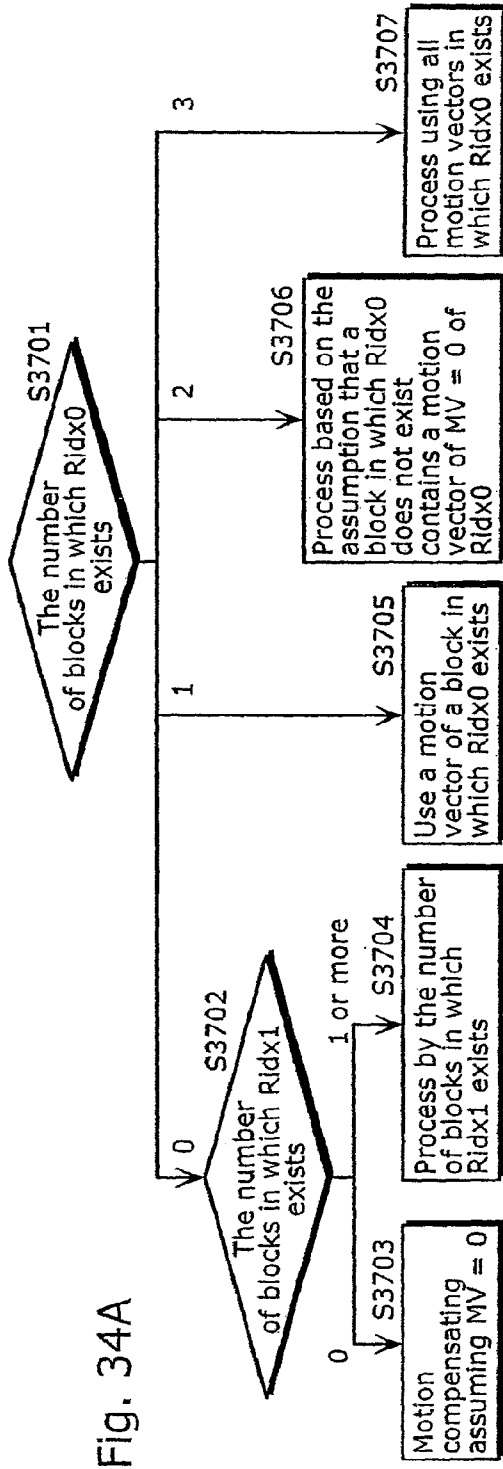 Fig. 34A
The number
of blocks in which RIdx0
exists
S3701
0
1
2
3
The number
of blocks in which RIdx1
exists
S3702
0
1 or more
S3703
Motion
compensating
assuming MV = 0
S3704
Process by the number
of blocks in which
RIdx1 exists
S3705
Use a motion
vector of a block in
which RIdx0 exists
S3706
Process based on the
assumption that a
block in which RIdx0
does not exist
contains a motion
vector of MV = 0 of
RIdx0
S3707
Process using all
motion vectors in
which RIdx0 exists